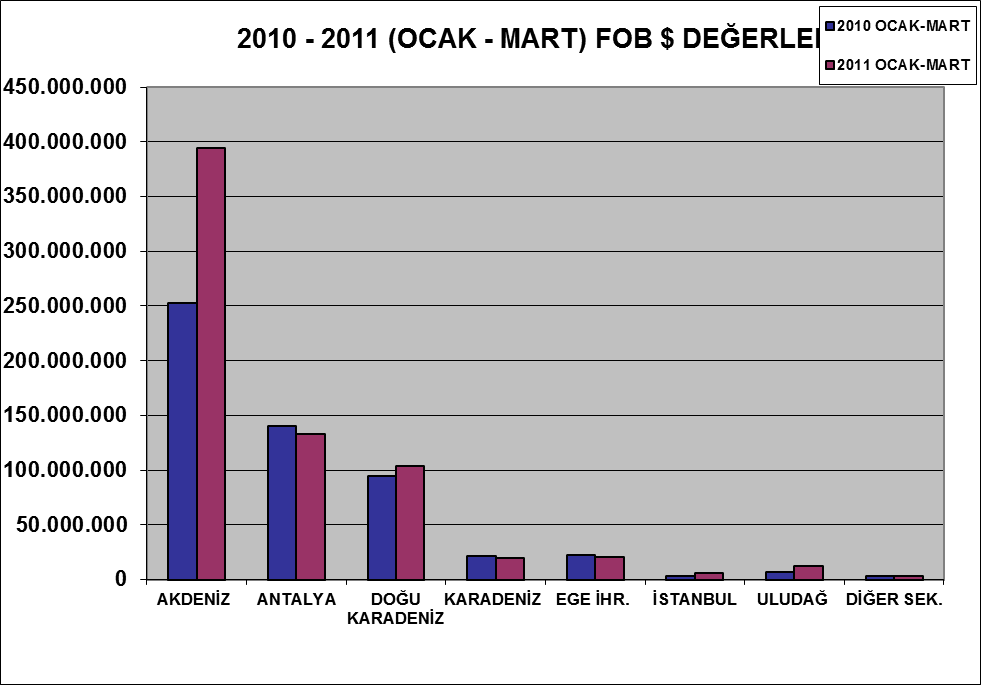 2010 - 2011 (OCAK - MART) FOB $
2010 OCAK-MART
2011 OCAK-MART
450.000.000
400.000.000
350.000.000
300.000.000
250.000.000
200.000.000
150.000.000
100.000.000
50.000.000
0
AKDENİZ
ANTALYA
DOĞU
KARADENİZ
KARADENİZ
EGE İHR.
İSTANBUL
ULUDAĞ
DİĞER SEK.